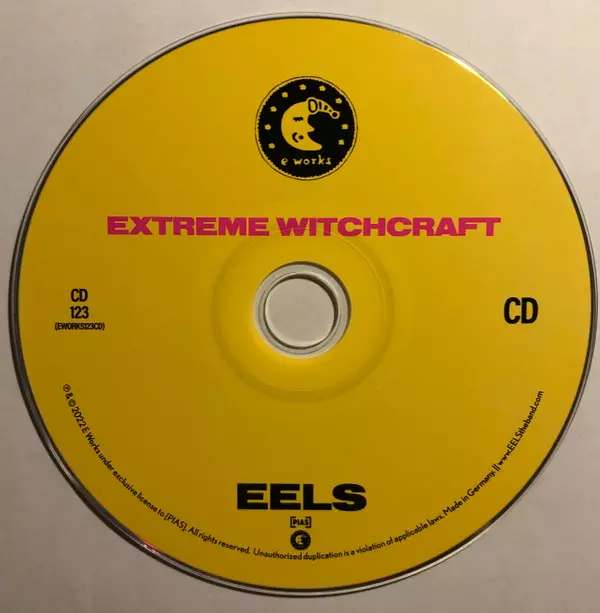 e works
EXTREME WITCHCRAFT
CD
123
(EWORKS123CD)
CD
EELS
[PIAS]
℗ & © 2022 E Works under exclusive license to [PIAS]. All rights reserved. Unauthorized duplication is a violation of applicable laws. Made in Germany. || www.EELStheband.com